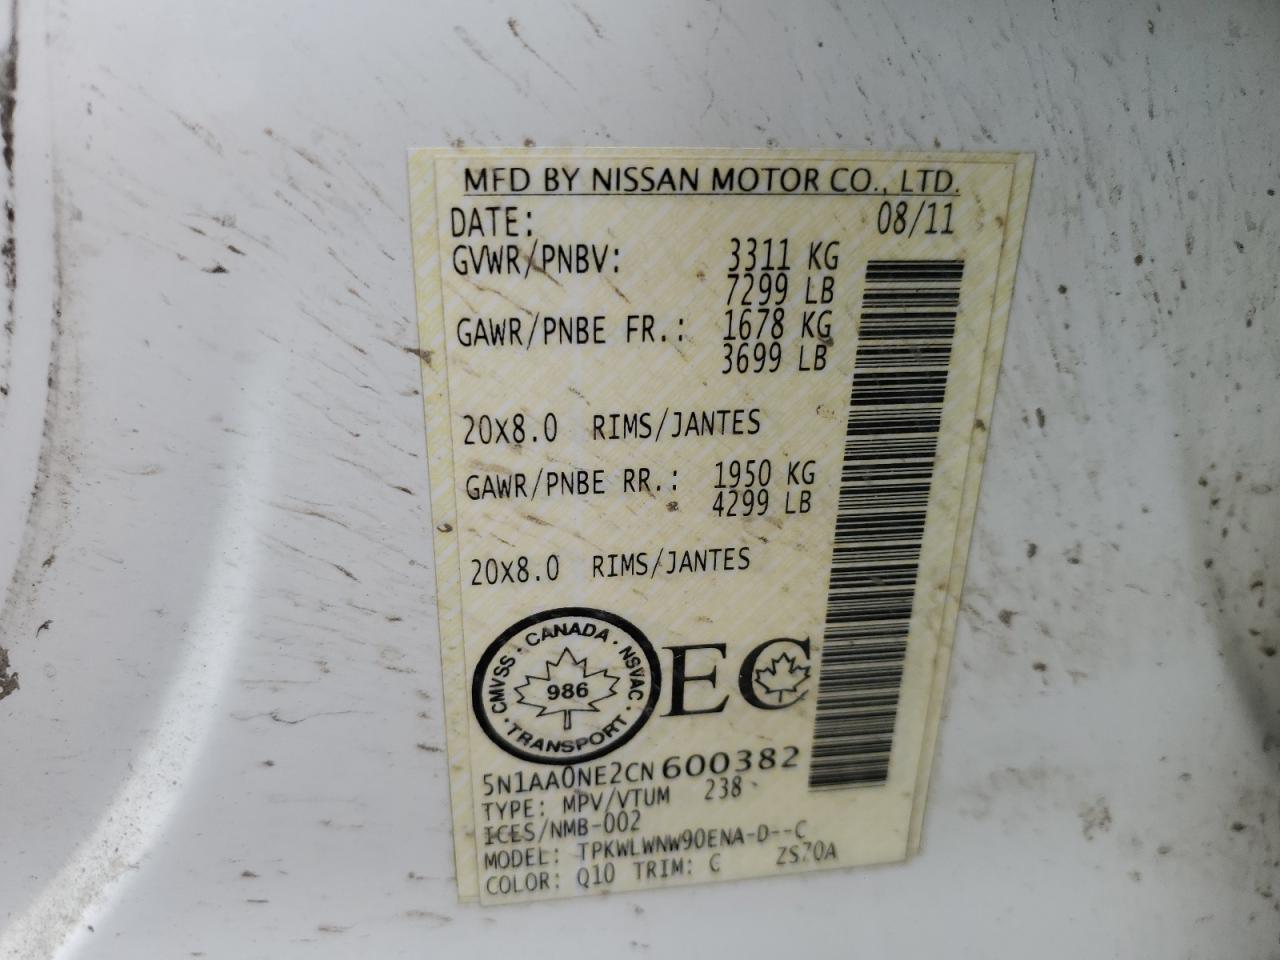 MFD BY NISSAN MOTOR CO., LTD.
DATE: 08/11
GVWR/PNBV: 3311 KG
7299 LB
GAWR/PNBE FR.: 1678 KG
3699 LB
20X8.0 RIMS/JANTES
GAWR/PNBE RR.: 1950 KG
4299 LB
20X8.0 RIMS/JANTES
CMVSS · CANADA · NSVAC · TRANSPORT ·
986
EC
5N1AA0NE2CN600382
TYPE: MPV/VTUM 238
ICES/NMB-002
MODEL: TPKWLWNW90ENA-D--C
COLOR: Q10 TRIM: C